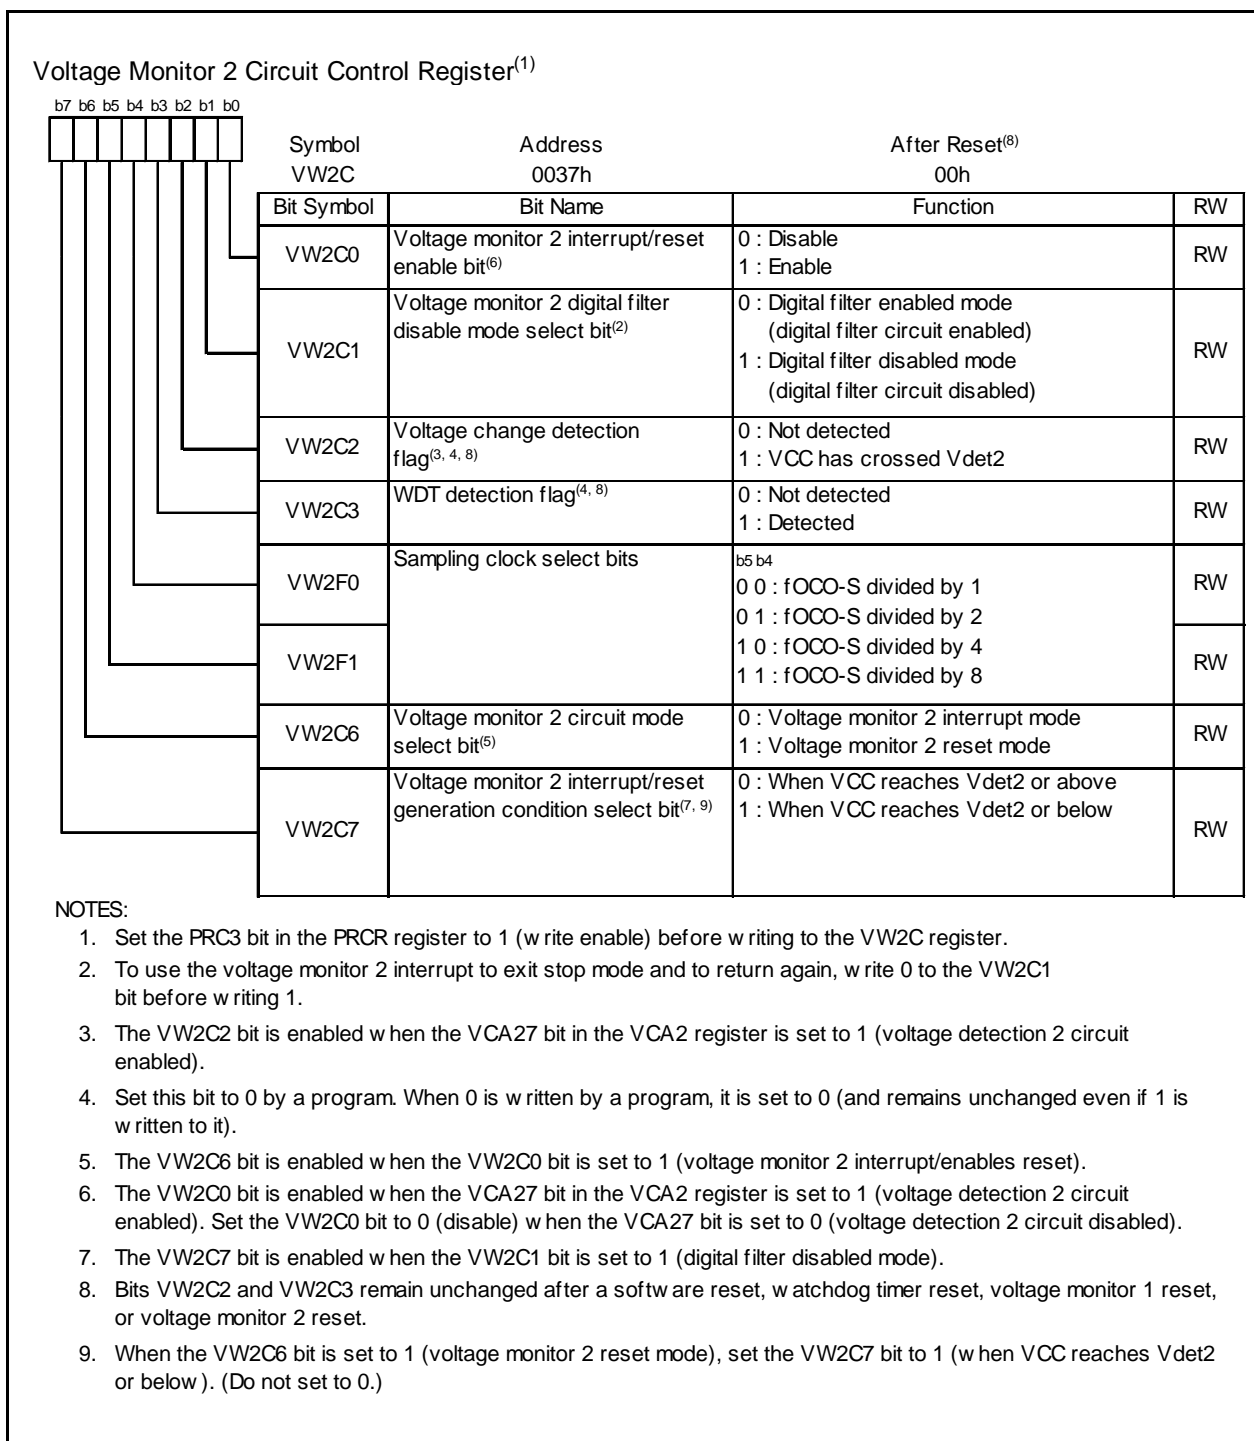 Voltage Monitor 2 Circuit Control Register(1)
b7 b6 b5 b4 b3 b2 b1 b0
Symbol Address After Reset(8)
VW2C 0037h 00h
Bit Symbol Bit Name Function RW
VW2C0 Voltage monitor 2 interrupt/reset 0 : Disable RW
enable bit(6) 1 : Enable
VW2C1 Voltage monitor 2 digital filter 0 : Digital filter enabled mode RW
disable mode select bit(2) (digital filter circuit enabled)
1 : Digital filter disabled mode
(digital filter circuit disabled)
VW2C2 Voltage change detection 0 : Not detected RW
flag(3, 4, 8) 1 : VCC has crossed Vdet2
VW2C3 WDT detection flag(4, 8) 0 : Not detected RW
1 : Detected
VW2F0 Sampling clock select bits b5 b4 RW
0 0 : fOCO-S divided by 1
0 1 : fOCO-S divided by 2
VW2F1 1 0 : fOCO-S divided by 4 RW
1 1 : fOCO-S divided by 8
VW2C6 Voltage monitor 2 circuit mode 0 : Voltage monitor 2 interrupt mode RW
select bit(5) 1 : Voltage monitor 2 reset mode
VW2C7 Voltage monitor 2 interrupt/reset 0 : When VCC reaches Vdet2 or above RW
generation condition select bit(7, 9) 1 : When VCC reaches Vdet2 or below
NOTES:
1. Set the PRC3 bit in the PRCR register to 1 (write enable) before writing to the VW2C register.
2. To use the voltage monitor 2 interrupt to exit stop mode and to return again, write 0 to the VW2C1
bit before writing 1.
3. The VW2C2 bit is enabled when the VCA27 bit in the VCA2 register is set to 1 (voltage detection 2 circuit
enabled).
4. Set this bit to 0 by a program. When 0 is written by a program, it is set to 0 (and remains unchanged even if 1 is
written to it).
5. The VW2C6 bit is enabled when the VW2C0 bit is set to 1 (voltage monitor 2 interrupt/enables reset).
6. The VW2C0 bit is enabled when the VCA27 bit in the VCA2 register is set to 1 (voltage detection 2 circuit
enabled). Set the VW2C0 bit to 0 (disable) when the VCA27 bit is set to 0 (voltage detection 2 circuit disabled).
7. The VW2C7 bit is enabled when the VW2C1 bit is set to 1 (digital filter disabled mode).
8. Bits VW2C2 and VW2C3 remain unchanged after a software reset, watchdog timer reset, voltage monitor 1 reset,
or voltage monitor 2 reset.
9. When the VW2C6 bit is set to 1 (voltage monitor 2 reset mode), set the VW2C7 bit to 1 (when VCC reaches Vdet2
or below). (Do not set to 0.)